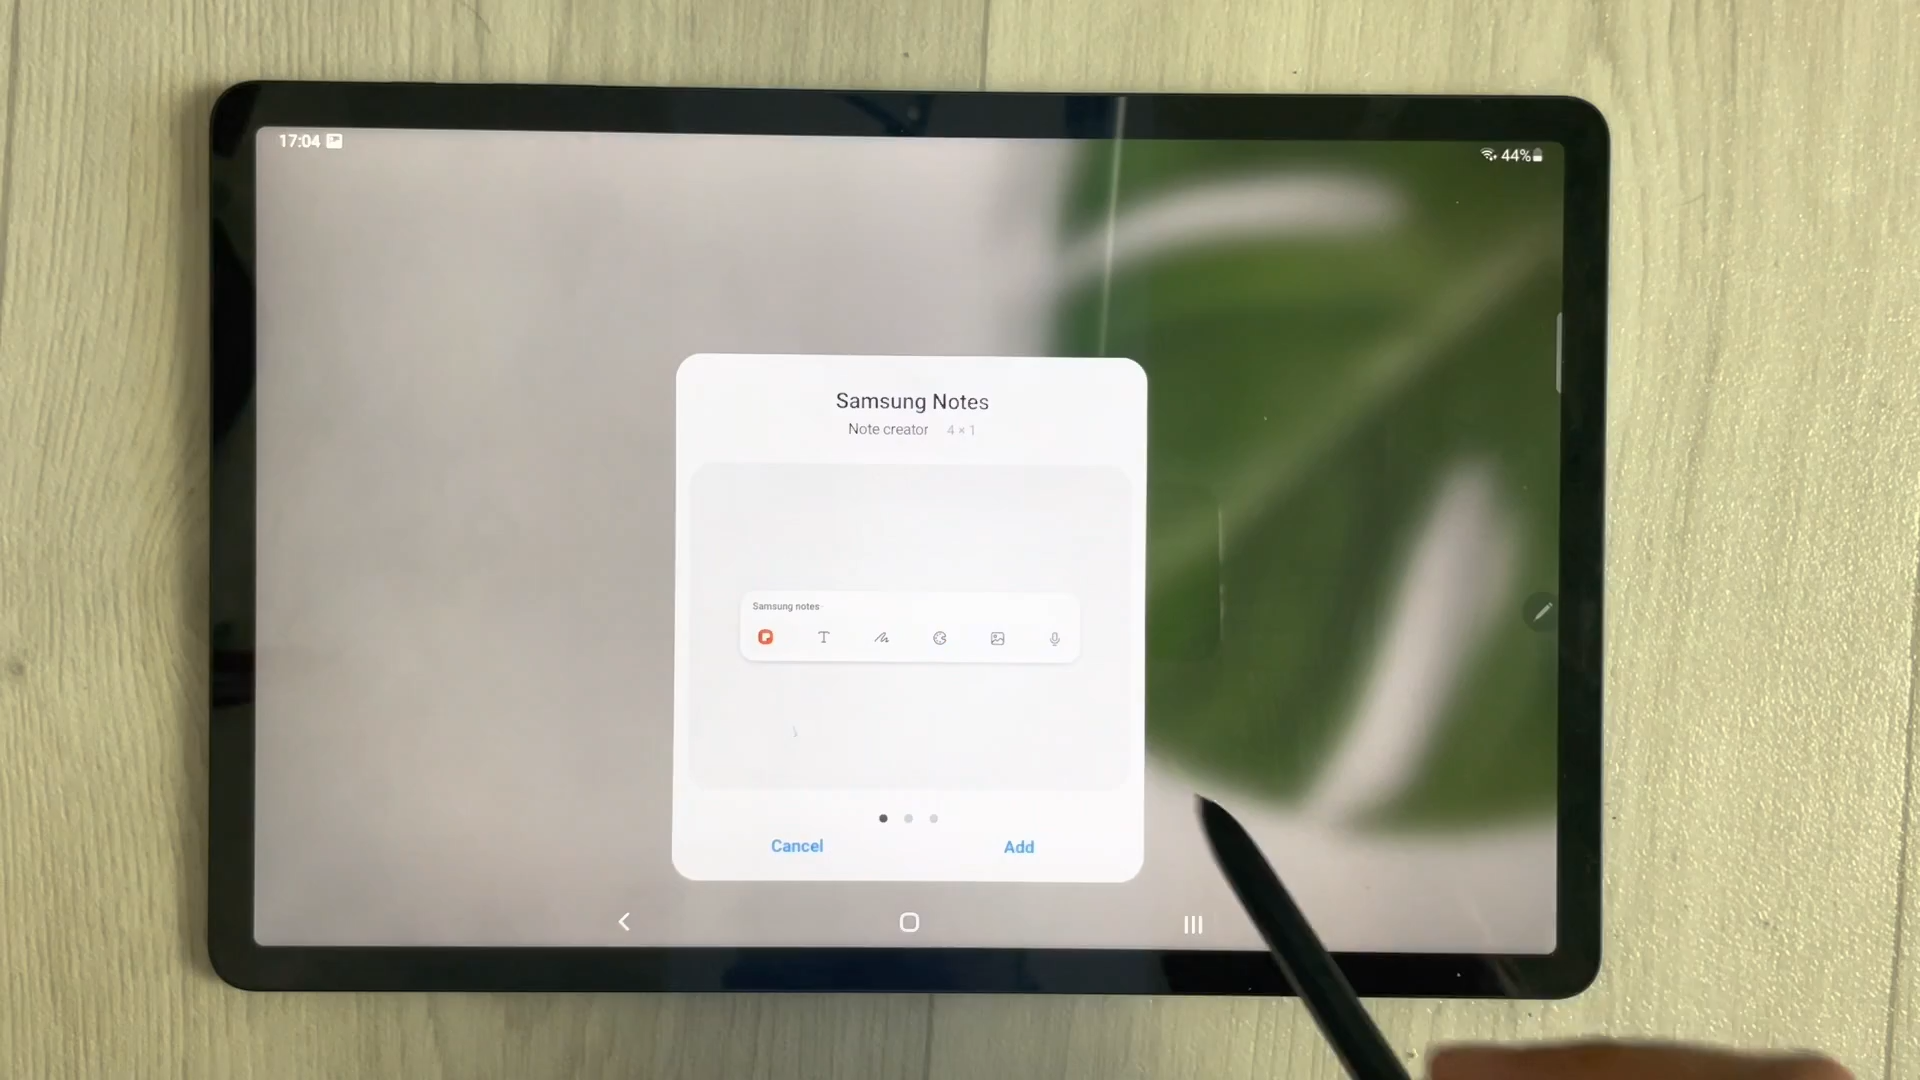 17:04
44%
Samsung Notes
Note creator 4 × 1
Samsung notes
T
Cancel Add